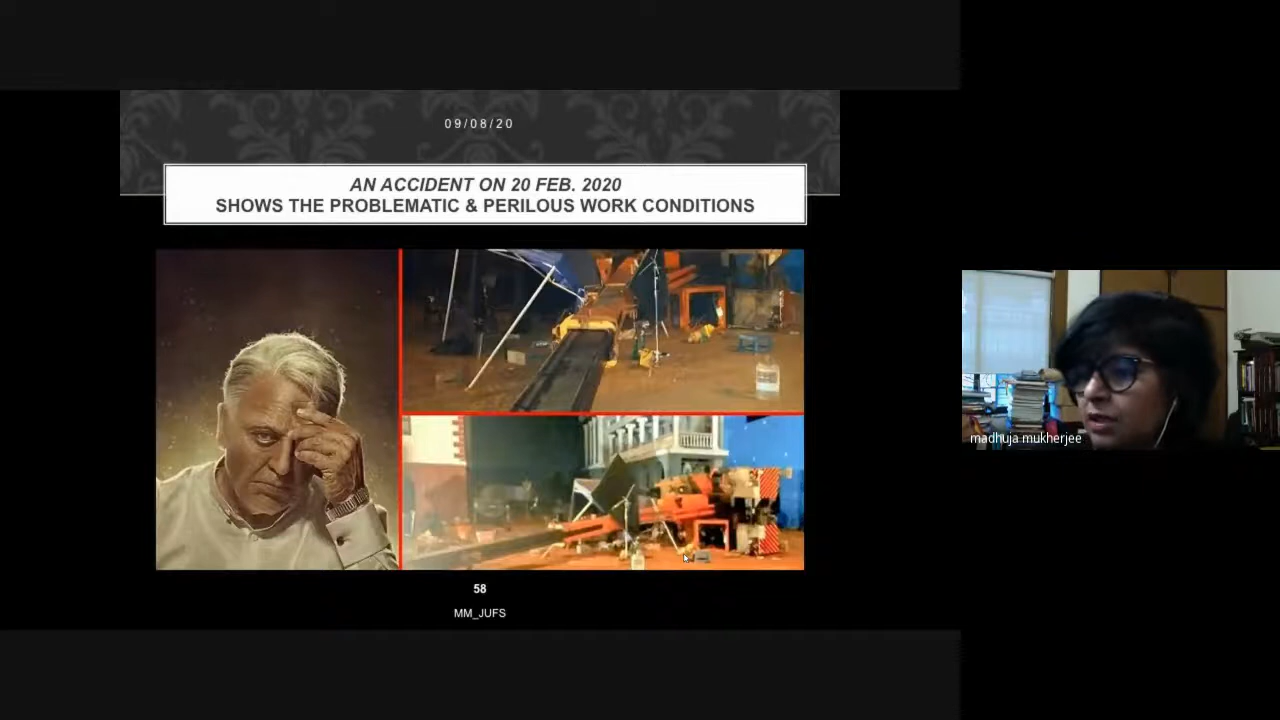 09/08/20
AN ACCIDENT ON 20 FEB. 2020
SHOWS THE PROBLEMATIC & PERILOUS WORK CONDITIONS
madhuja mukherjee
58
MM_JUFS